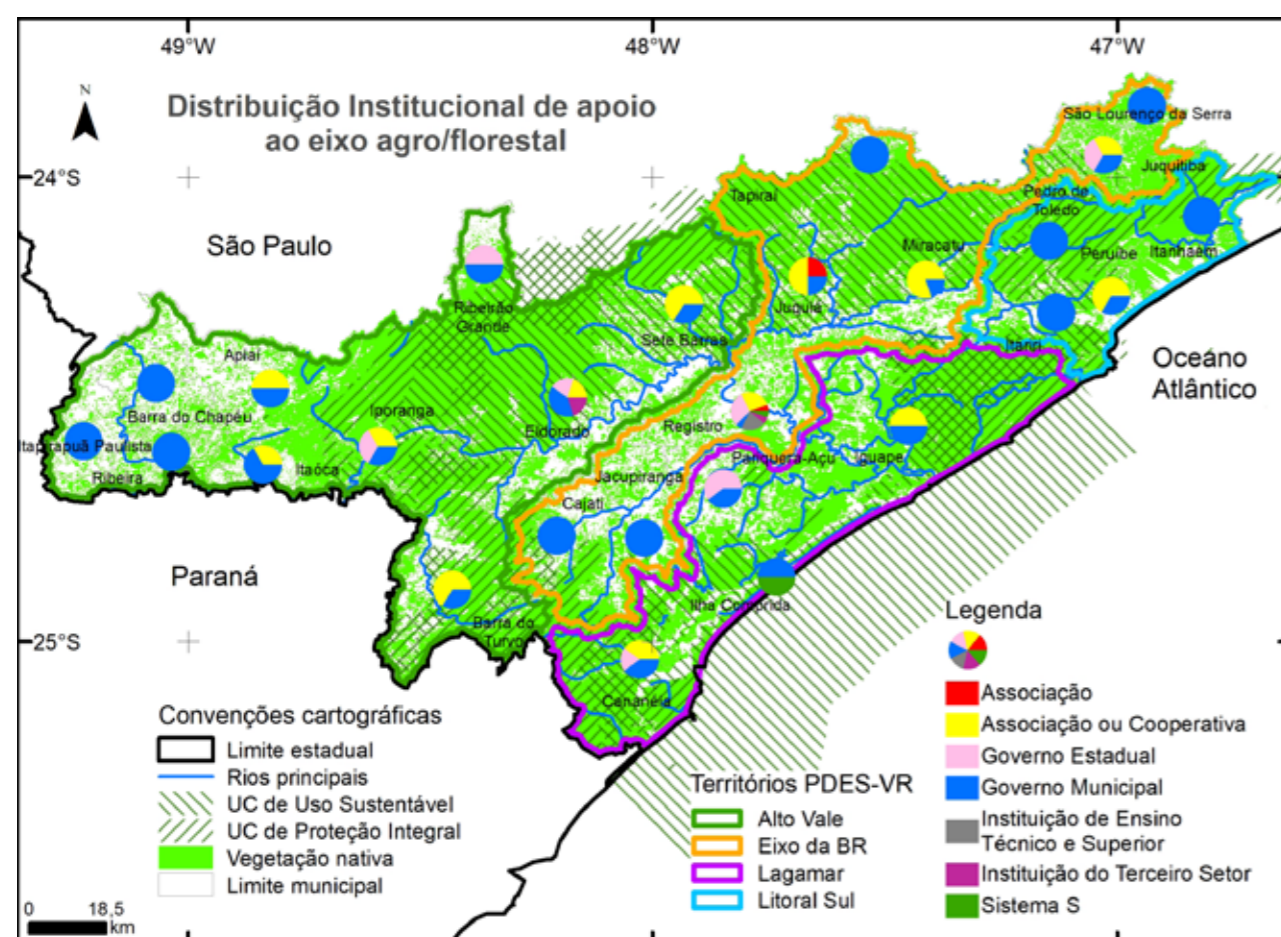 49°W
48°W
47°W
N
Distribuição Institucional de apoio
ao eixo agro/florestal
São Lourenço da Serra
24°S
Juquitiba
Tapiraí
Pedro de
Toledo
São Paulo
Miracatu
Peruíbe
Itanhaém
Ribeirão
Grande
Juquiá
Sete Barras
Itariri
Oceano
Atlântico
Apiaí
Barra do Chapéu
Iporanga
Eldorado
Registro
Itapirapuã Paulista
Ribeira
Itaóca
Pariquera-Açu
Iguape
Jacupiranga
Cajati
Paraná
Ilha Comprida
25°S
Barra do
Turvo
Cananéia
Legenda
Associação
Associação ou Cooperativa
Governo Estadual
Governo Municipal
Instituição de Ensino
Técnico e Superior
Instituição do Terceiro Setor
Sistema S
Convenções cartográficas
Limite estadual
Rios principais
UC de Uso Sustentável
UC de Proteção Integral
Vegetação nativa
Limite municipal
Territórios PDES-VR
Alto Vale
Eixo da BR
Lagamar
Litoral Sul
0 18,5
km